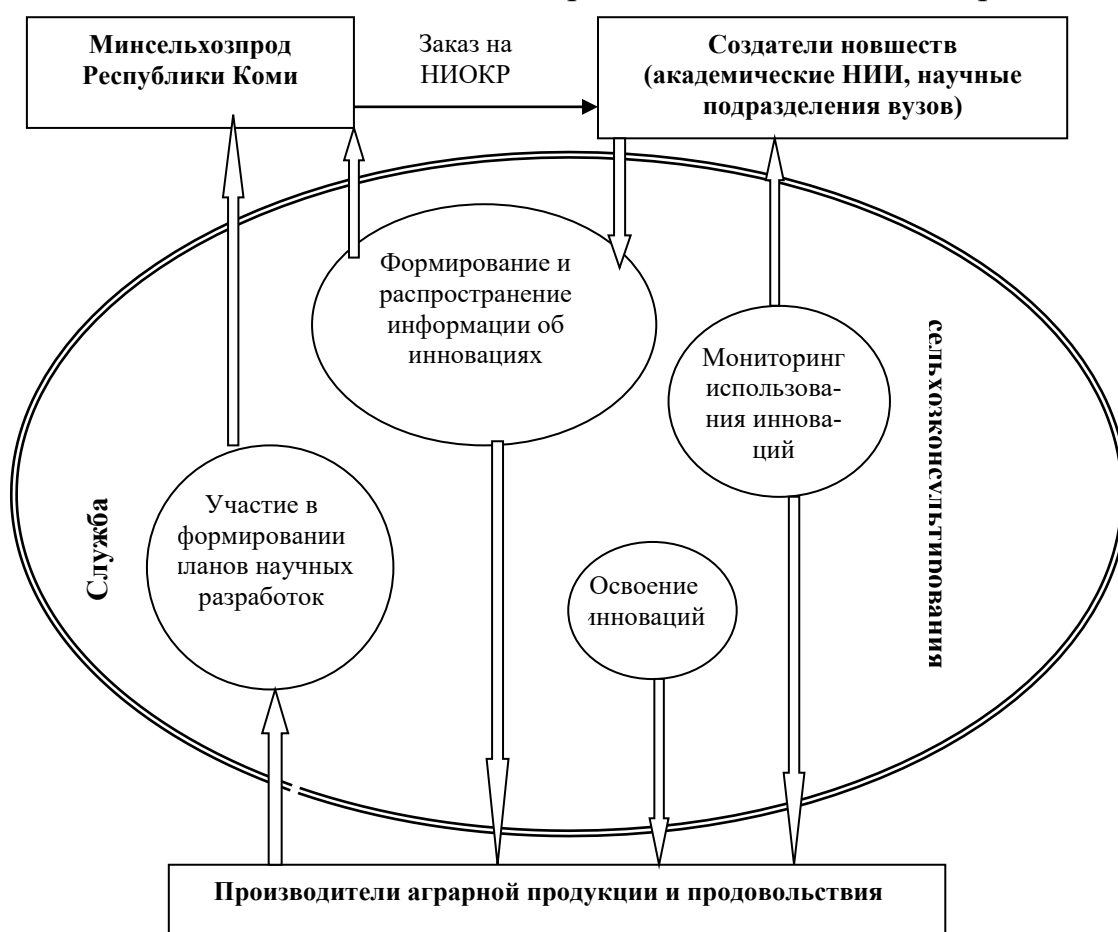 Минсельхозпрод
Республики Коми
Заказ на
НИОКР
Создатели новшеств
(академические НИИ, научные
подразделения вузов)
Формирование и
распространение
информации об
инновациях
Мониторинг
использова-
ния иннова-
ций
Служба
сельхозконсультирования
Участие в
формировании
ланов научных
разработок
Освоение
инноваций
Производители аграрной продукции и продовольствия